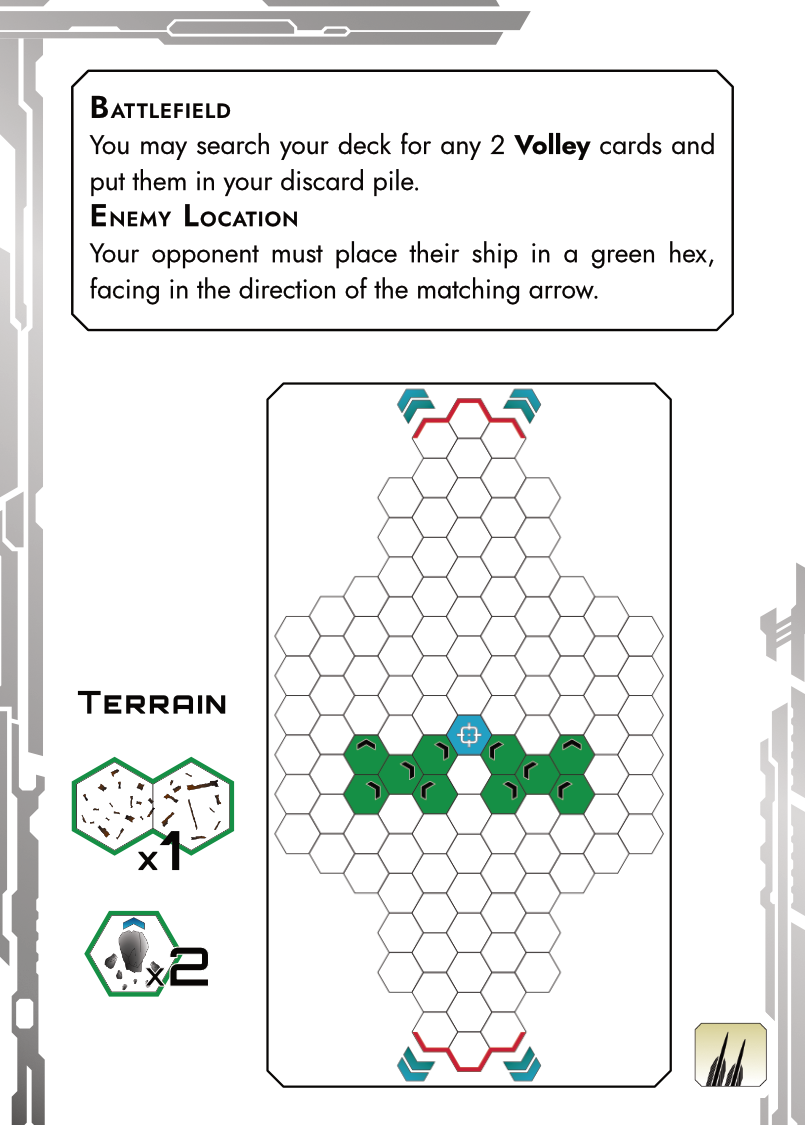 Battlefield
You may search your deck for any 2 Volley cards and
put them in your discard pile.
Enemy Location
Your opponent must place their ship in a green hex,
facing in the direction of the matching arrow.
Terrain
x1
x2